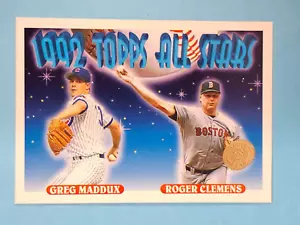 1992 TOPPS ALL STARS
B
BOSTON
GREG MADDUX
ROGER CLEMENS